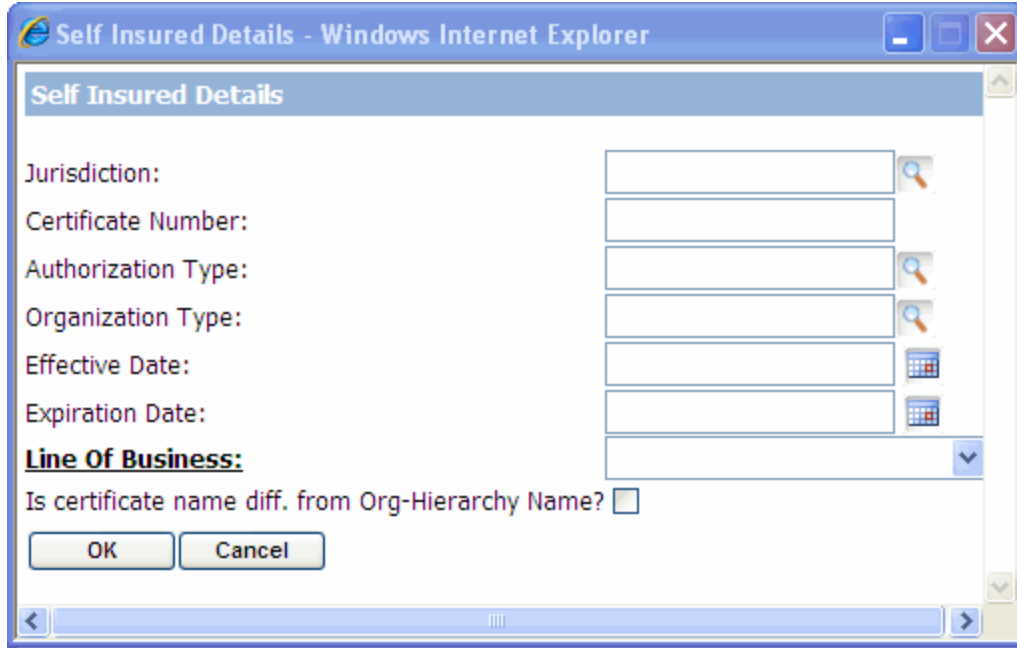 Self Insured Details - Windows Internet Explorer
Self Insured Details
Jurisdiction:
Certificate Number:
Authorization Type:
Organization Type:
Effective Date:
Expiration Date:
Line Of Business:
Is certificate name diff. from Org-Hierarchy Name?
OK Cancel